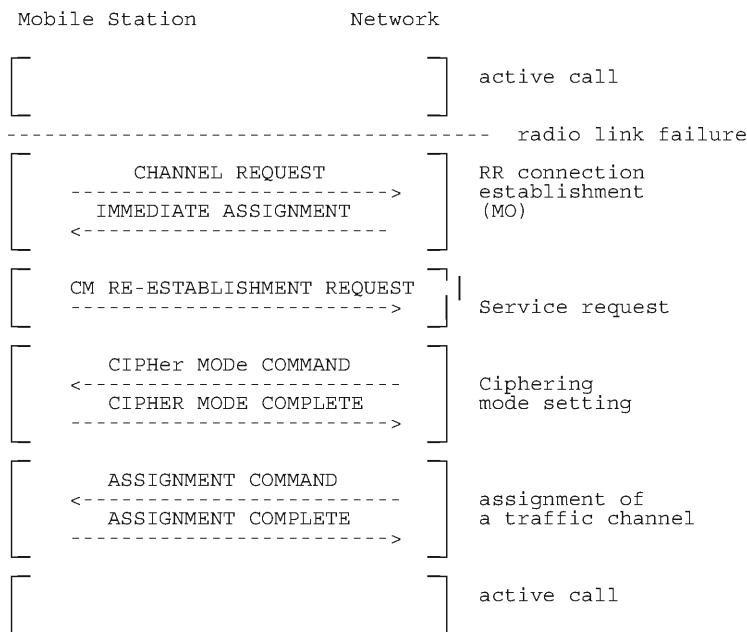 Mobile Station Network
active call
radio link failure
CHANNEL REQUEST RR connection
establishment
IMMEDIATE ASSIGNMENT (MO)
CM RE-ESTABLISHMENT REQUEST
Service request
CIPHer MODe COMMAND
Ciphering
CIPHER MODE COMPLETE mode setting
ASSIGNMENT COMMAND
assignment of
ASSIGNMENT COMPLETE a traffic channel
active call